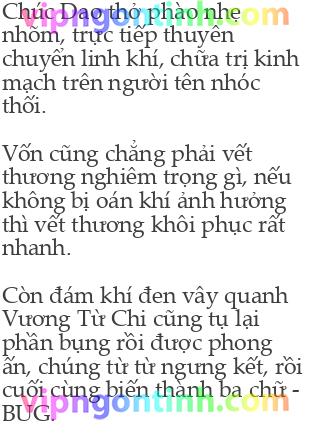 Chúc Dao thở phào nhẹ
nhõm, trực tiếp thuyên
chuyển linh khí, chữa trị kinh
mạch trên người tên nhóc
thối.
Vốn cũng chẳng phải vết
thương nghiêm trọng gì, nếu
không bị oán khí ảnh hưởng
thì vết thương khôi phục rất
nhanh.
Còn đám khí đen vây quanh
Vương Từ Chi cũng tụ lại
phần bụng rồi được phong
ấn, chúng từ từ ngưng kết, rồi
cuối cùng biến thành ba chữ -
BUG.
vipngontinh.com
vipngontinh.com